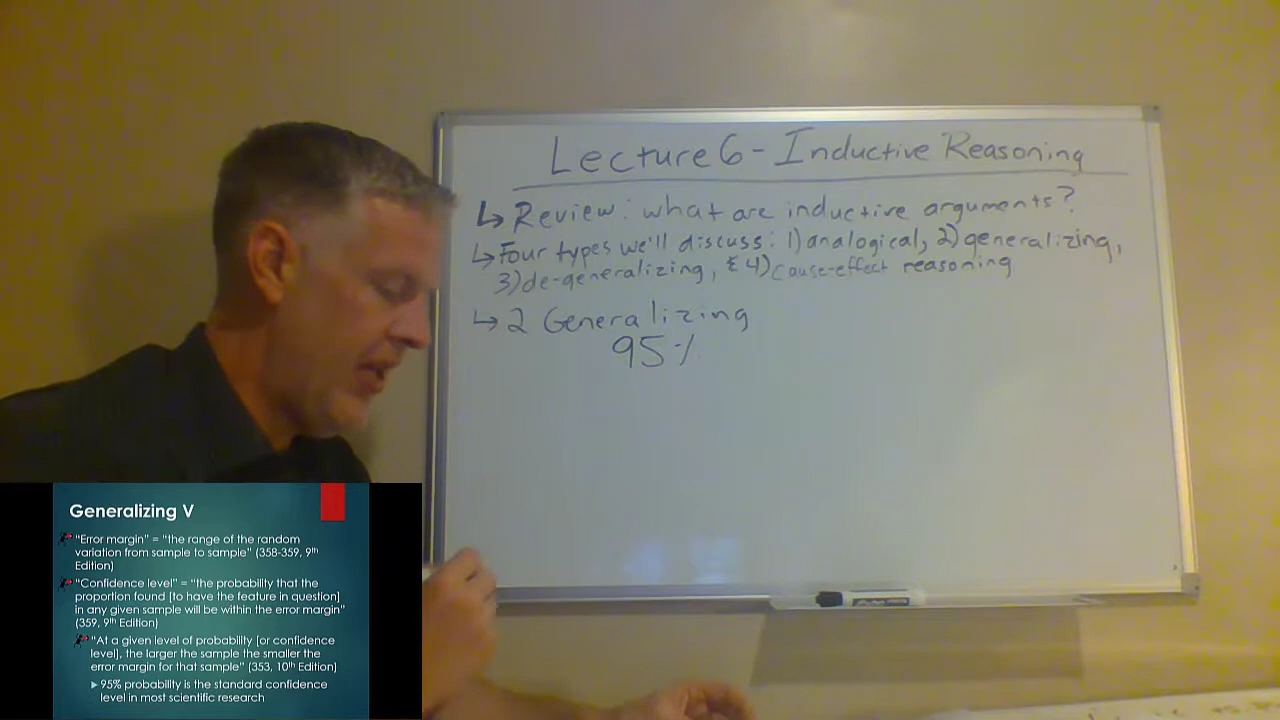 Lecture 6 - Inductive Reasoning
↳ Review: what are inductive arguments?
↳ Four types we'll discuss: 1) analogical, 2) generalizing,
3) de-generalizing, & 4) cause-effect reasoning
↳ 2 Generalizing
95%
Generalizing V
"Error margin" = "the range of the random
variation from sample to sample" (358-359, 9th
Edition)
"Confidence level" = "the probability that the
proportion found [to have the feature in question]
in any given sample will be within the error margin"
(359, 9th Edition)
"At a given level of probability [or confidence
level], the larger the sample the smaller the
error margin for that sample" (353, 10th Edition)
95% probability is the standard confidence
level in most scientific research